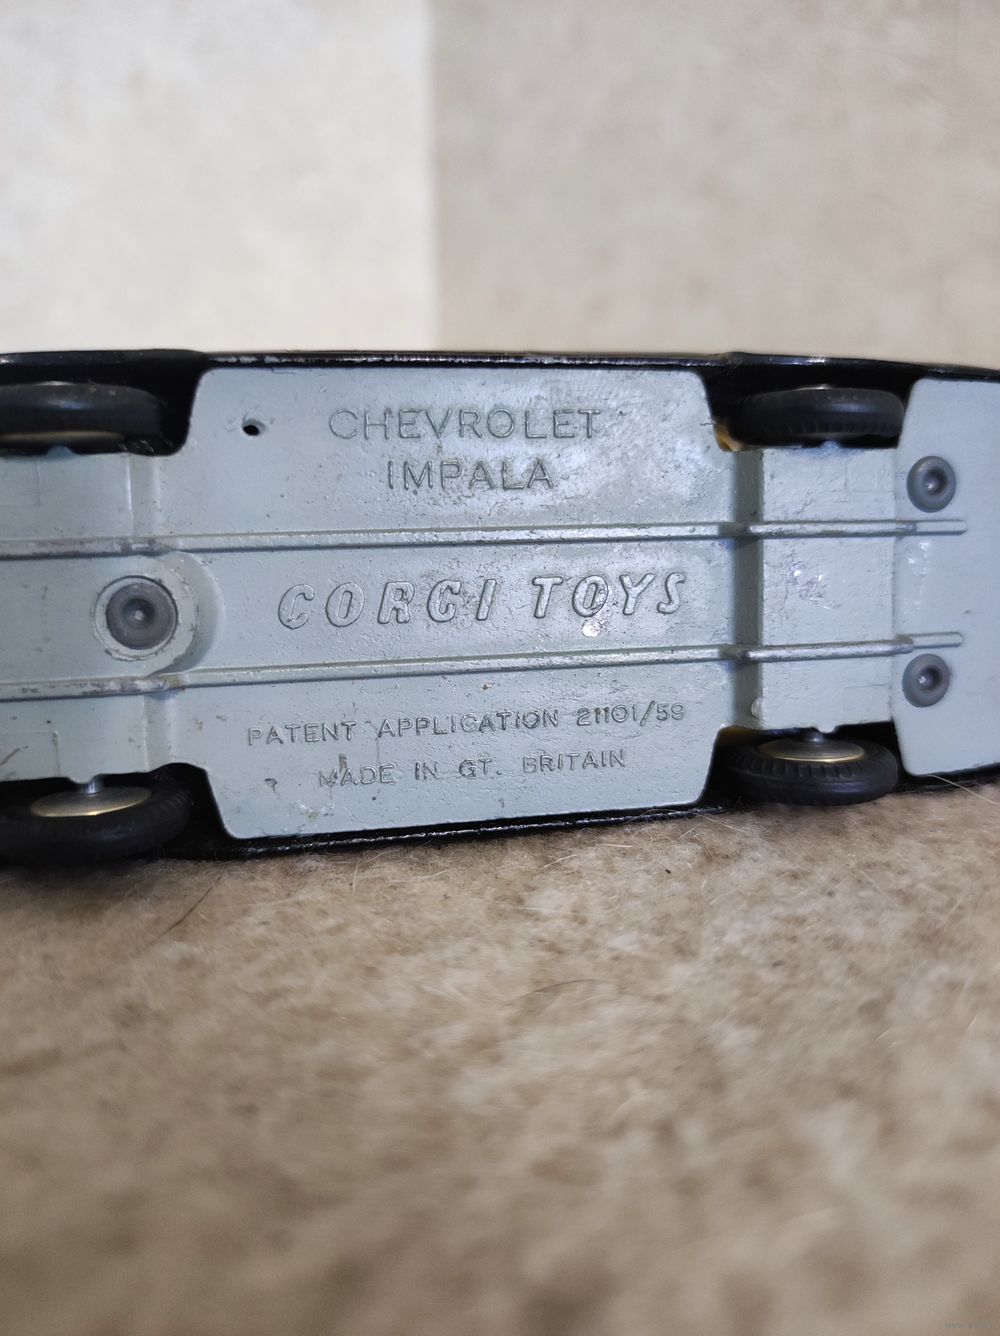 CHEVROLET
IMPALA
CORGI TOYS
PATENT APPLICATION 21101/59
MADE IN GT. BRITAIN